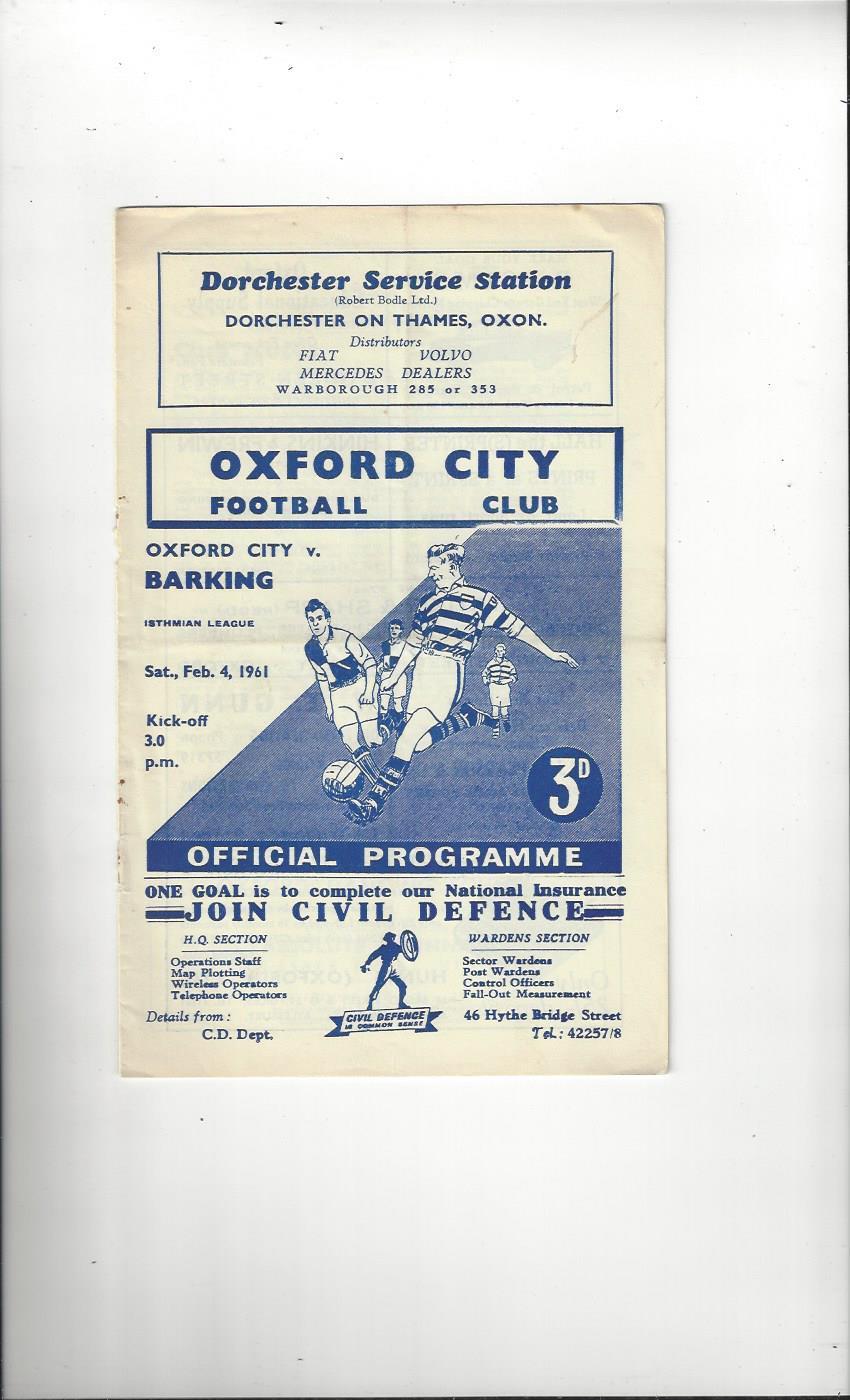 Dorchester Service Station
(Robert Bodle Ltd.)
DORCHESTER ON THAMES, OXON.
Distributors
FIAT VOLVO
MERCEDES DEALERS
WARBOROUGH 285 or 353
OXFORD CITY
FOOTBALL CLUB
OXFORD CITY v.
BARKING
ISTHMIAN LEAGUE
Sat., Feb. 4, 1961
Kick-off
3.0
p.m.
3D
OFFICIAL PROGRAMME
ONE GOAL is to complete our National Insurance
JOIN CIVIL DEFENCE
H.Q. SECTION
Operations Staff
Map Plotting
Wireless Operators
Telephone Operators
Details from :
C.D. Dept.
CIVIL DEFENCE
IS COMMON SENSE
WARDENS SECTION
Sector Wardens
Post Wardens
Control Officers
Fall-Out Measurement
46 Hythe Bridge Street
Tel.: 42257/8